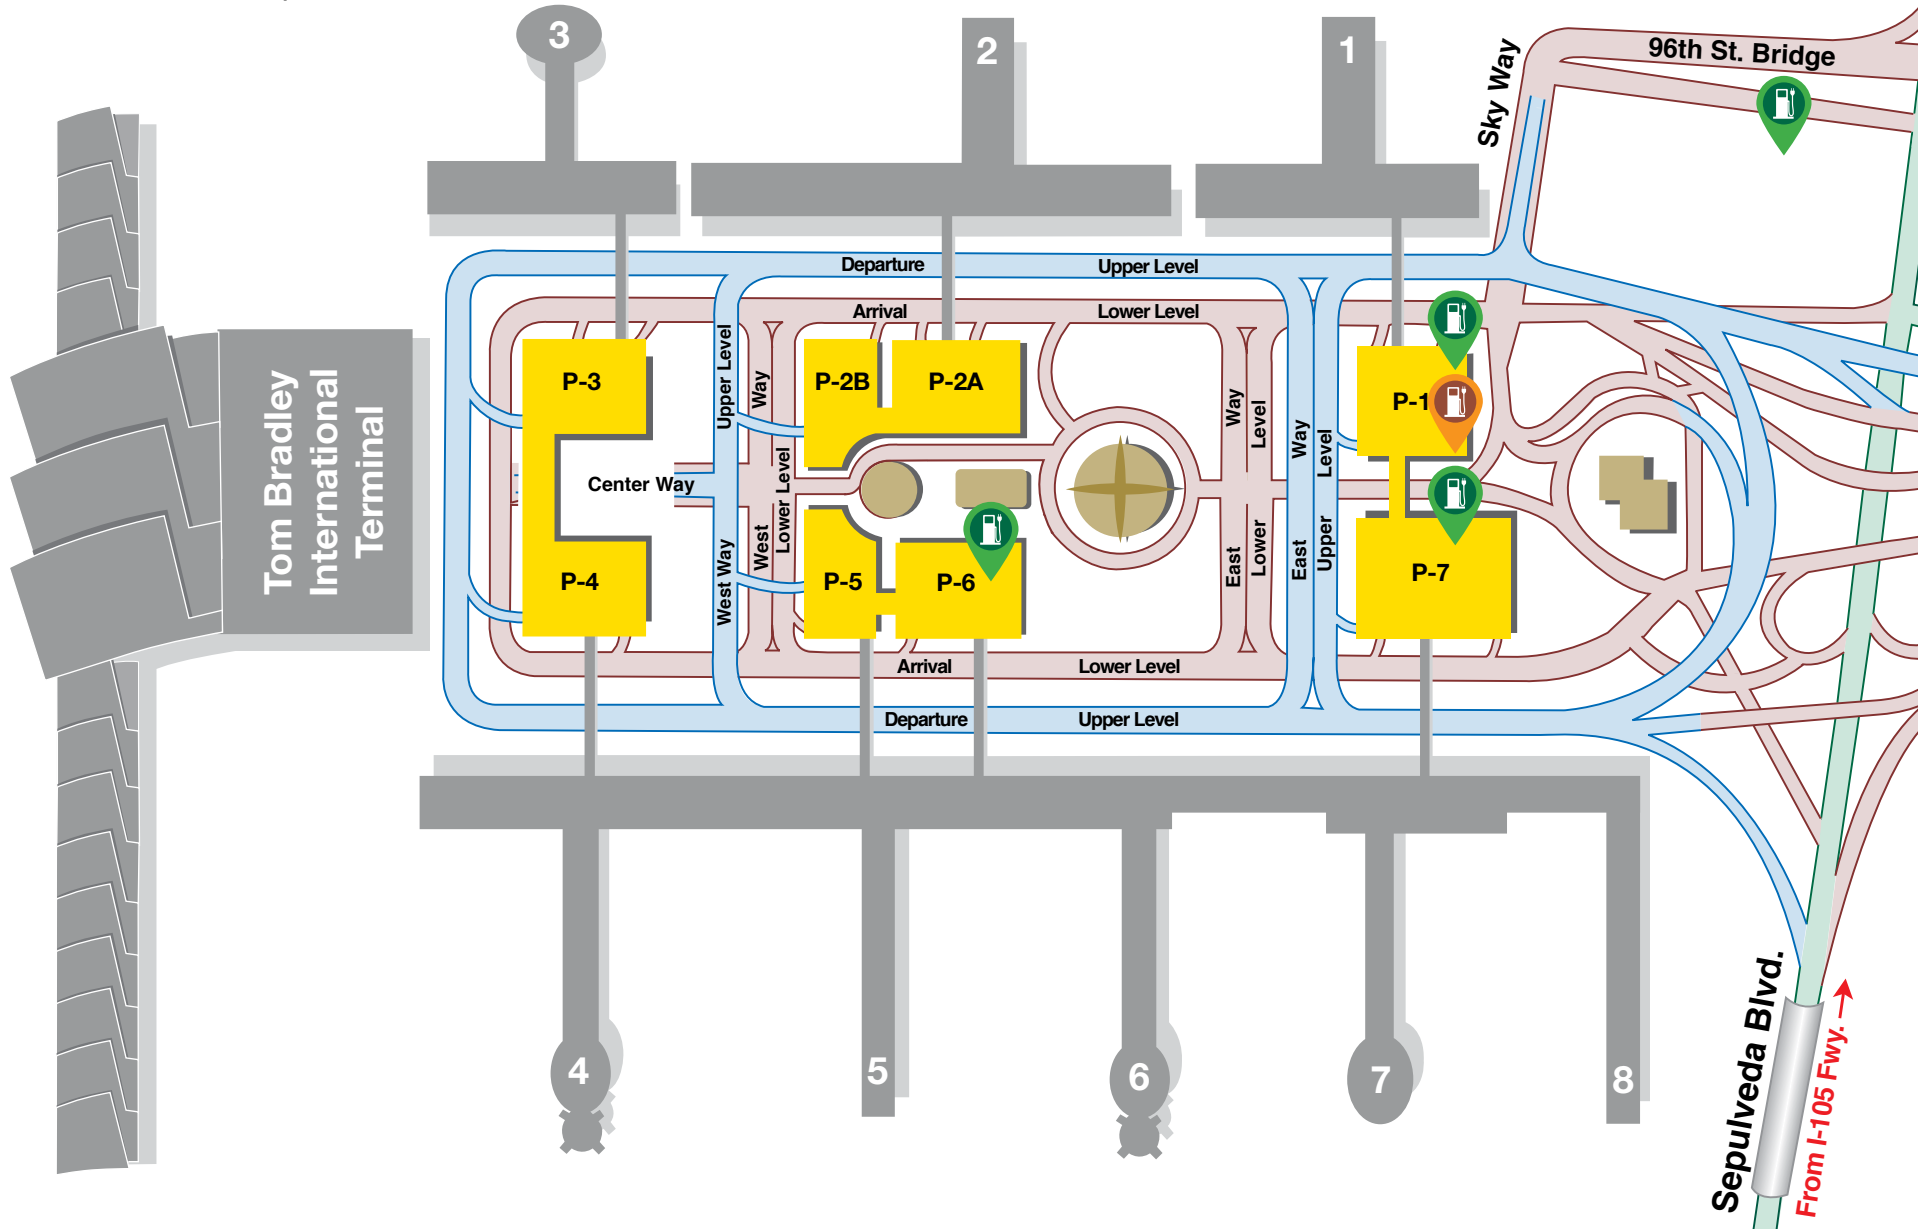 3
2
1
96th St. Bridge
Sky Way
Departure
Upper Level
Arrival
Lower Level
Tom Bradley
International
Terminal
P-3
Upper Level
Way
P-2B
P-2A
Way
Level
Way
Level
P-1
Center Way
Lower Level
P-4
West Way
West
P-5
P-6
East
Lower
East
Upper
P-7
Arrival
Lower Level
Departure
Upper Level
4
5
6
7
8
Sepulveda Blvd.
From I-105 Fwy.